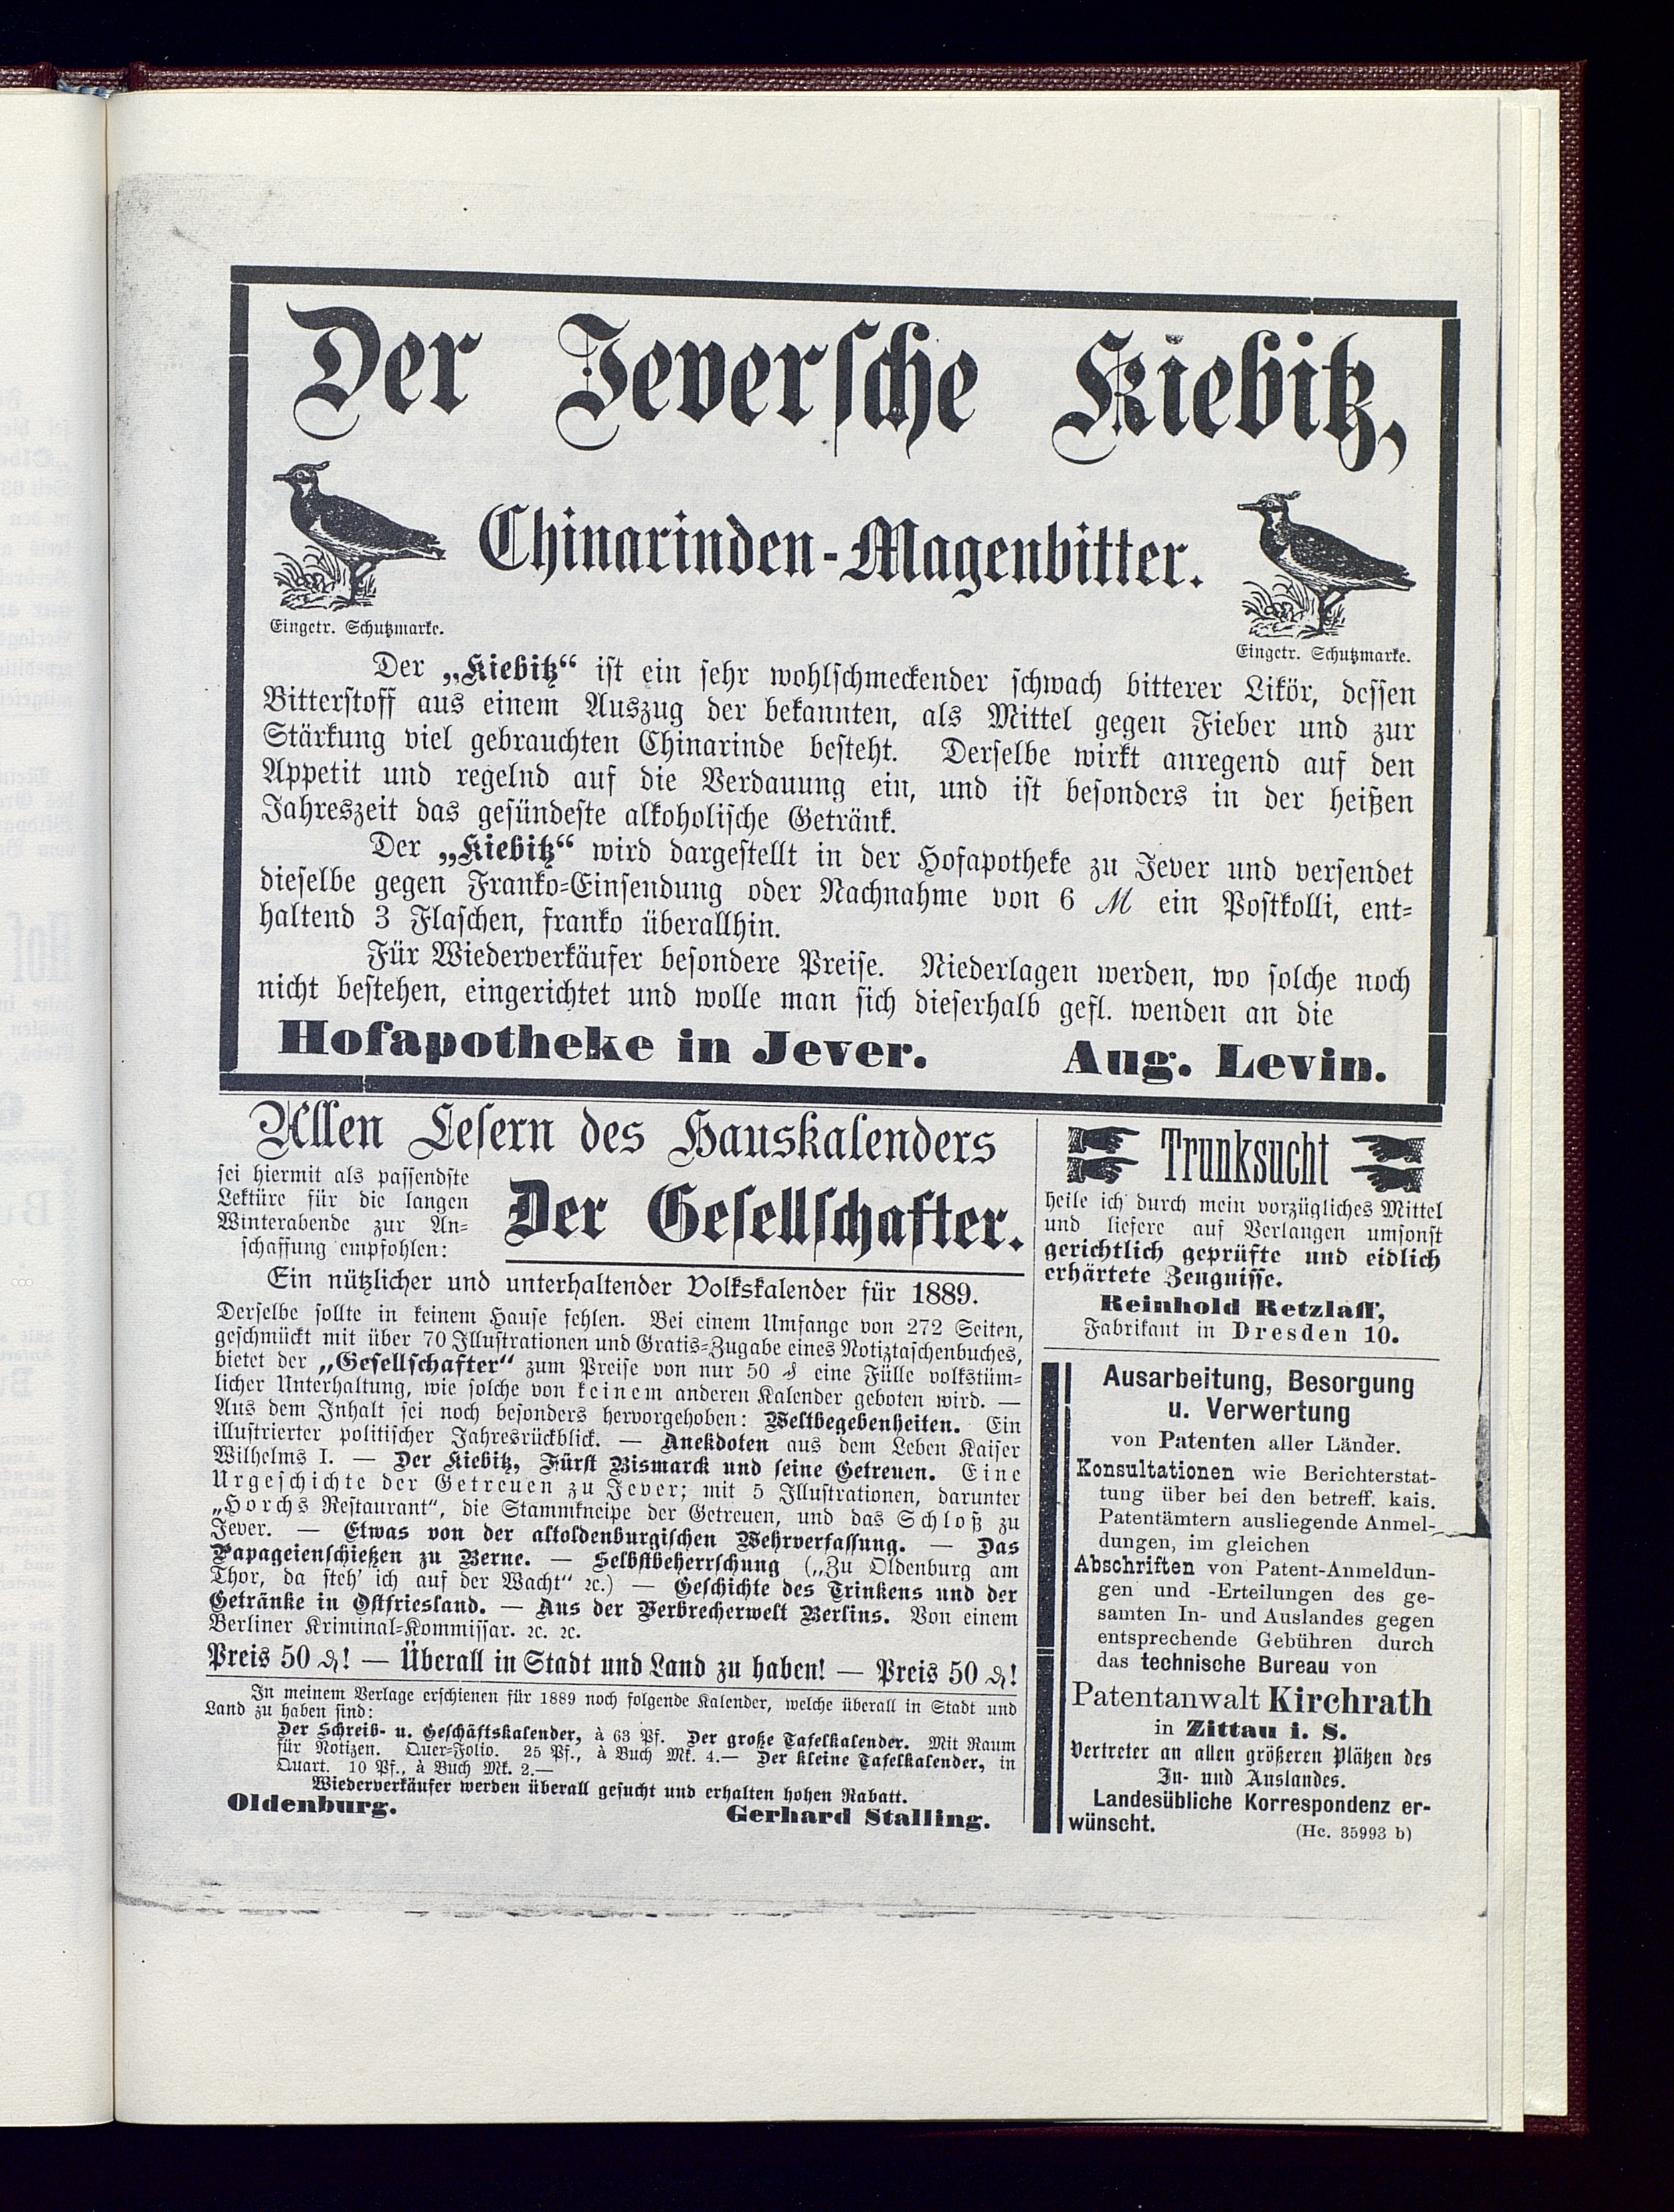 Der Jeversche Kiebitz,
Chinarinden-Magenbitter.
Eingetr. Schutzmarke.
Eingetr. Schutzmarke.
Der „Kiebitz“ ist ein sehr wohlschmeckender schwach bitterer Likör, dessen
Bitterstoff aus einem Auszug der bekannten, als Mittel gegen Fieber und zur
Stärkung viel gebrauchten Chinarinde besteht. Derselbe wirkt anregend auf den
Appetit und regelnd auf die Verdauung ein, und ist besonders in der heißen
Jahreszeit das gesündeste alkoholische Getränk.
Der „Kiebitz“ wird dargestellt in der Hofapotheke zu Jever und versendet
dieselbe gegen Franko-Einsendung oder Nachnahme von 6 M ein Postkolli, ent-
haltend 3 Flaschen, franko überallhin.
Für Wiederverkäufer besondere Preise. Niederlagen werden, wo solche noch
nicht bestehen, eingerichtet und wolle man sich dieserhalb gefl. wenden an die
Hofapotheke in Jever. Aug. Levin.
Allen Lesern des Hauskalenders
sei hiermit als passendste
Lektüre für die langen
Winterabende zur An-
schaffung empfohlen:
Der Gesellschafter.
Ein nützlicher und unterhaltender Volkskalender für 1889.
Derselbe sollte in keinem Hause fehlen. Bei einem Umfange von 272 Seiten,
geschmückt mit über 70 Illustrationen und Gratis-Zugabe eines Notiztaschenbuches,
bietet der „Gesellschafter“ zum Preise von nur 50 ₰ eine Fülle volkstüm-
licher Unterhaltung, wie solche von keinem anderen Kalender geboten wird. —
Aus dem Inhalt sei noch besonders hervorgehoben: Weltbegebenheiten. Ein
illustrierter politischer Jahresrückblick. — Anekdoten aus dem Leben Kaiser
Wilhelms I. — Der Kiebitz, Fürst Bismarck und seine Getreuen. Eine
Urgeschichte der Getreuen zu Jever; mit 5 Illustrationen, darunter
„Horchs Restaurant“, die Stammkneipe der Getreuen, und das Schloß zu
Jever. — Etwas von der altoldenburgischen Wehrverfassung. — Das
Papageienschießen zu Berne. — Selbstbeherrschung („Zu Oldenburg am
Thor, da steh' ich auf der Wacht“ ꝛc.) — Geschichte des Trinkens und der
Getränke in Ostfriesland. — Aus der Verbrecherwelt Berlins. Von einem
Berliner Kriminal-Kommissar. ꝛc. ꝛc.
Preis 50 ₰! — Überall in Stadt und Land zu haben! — Preis 50 ₰!
In meinem Verlage erschienen für 1889 noch folgende Kalender, welche überall in Stadt und
Land zu haben sind:
Der Schreib- u. Geschäftskalender, à 63 Pf. Der große Tafelkalender. Mit Raum
für Notizen. Quer-Folio. 25 Pf., à Buch Mk. 4.— Der kleine Tafelkalender, in
Quart. 10 Pf., à Buch Mk. 2.—
Wiederverkäufer werden überall gesucht und erhalten hohen Rabatt.
Oldenburg. Gerhard Stalling.
Trunksucht
heile ich durch mein vorzügliches Mittel
und liefere auf Verlangen umsonst
gerichtlich geprüfte und eidlich
erhärtete Zeugnisse.
Reinhold Retzlaff,
Fabrikant in Dresden 10.
Ausarbeitung, Besorgung
u. Verwertung
von Patenten aller Länder.
Konsultationen wie Berichterstat-
tung über bei den betreff. kais.
Patentämtern ausliegende Anmel-
dungen, im gleichen
Abschriften von Patent-Anmeldun-
gen und -Erteilungen des ge-
samten In- und Auslandes gegen
entsprechende Gebühren durch
das technische Bureau von
Patentanwalt Kirchrath
in Zittau i. S.
Vertreter an allen größeren Plätzen des
In- und Auslandes.
Landesübliche Korrespondenz er-
wünscht. (Hc. 35993 b)